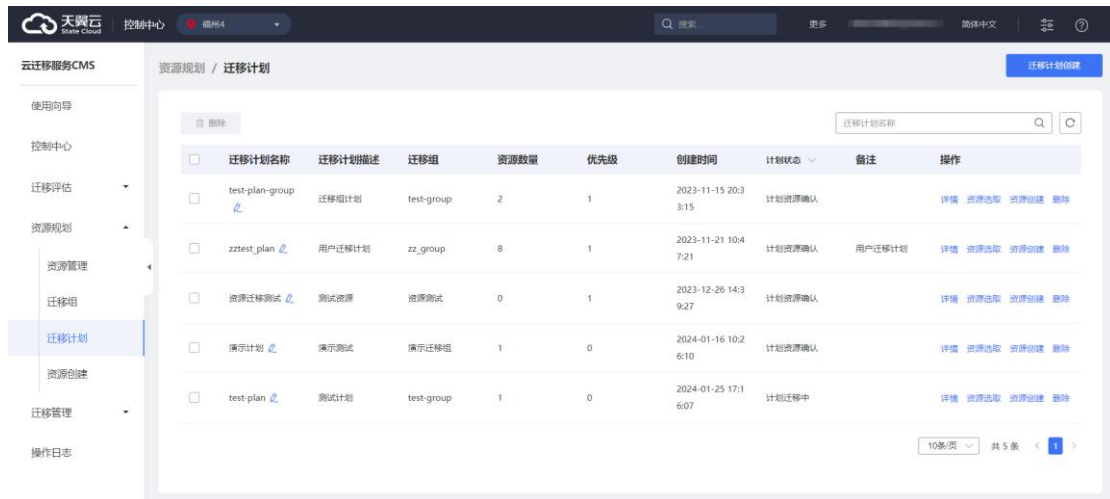 天翼云
State Cloud
控制中心
福州4
搜索...
更多
简体中文
云迁移服务CMS
资源规划 / 迁移计划
迁移计划创建
使用向导
控制中心
迁移评估
资源规划
资源管理
迁移组
迁移计划
资源创建
迁移管理
操作日志
删除
迁移计划名称
迁移计划名称 迁移计划描述 迁移组 资源数量 优先级 创建时间 计划状态 备注 操作
test-plan-group 迁移组计划 test-group 2 1 2023-11-15 20:3 计划资源确认 详情 资源选取 资源创建 删除
3:15
zztest_plan 用户迁移计划 zz_group 8 1 2023-11-21 10:4 计划资源确认 用户迁移计划 详情 资源选取 资源创建 删除
7:21
资源迁移测试 测试资源 资源测试 0 1 2023-12-26 14:3 计划资源确认 详情 资源选取 资源创建 删除
9:27
演示计划 演示测试 演示迁移组 1 0 2024-01-16 10:2 计划资源确认 详情 资源选取 资源创建 删除
6:10
test-plan 测试计划 test-group 1 0 2024-01-25 17:1 计划迁移中 详情 资源选取 资源创建 删除
6:07
10条/页 共 5 条 1